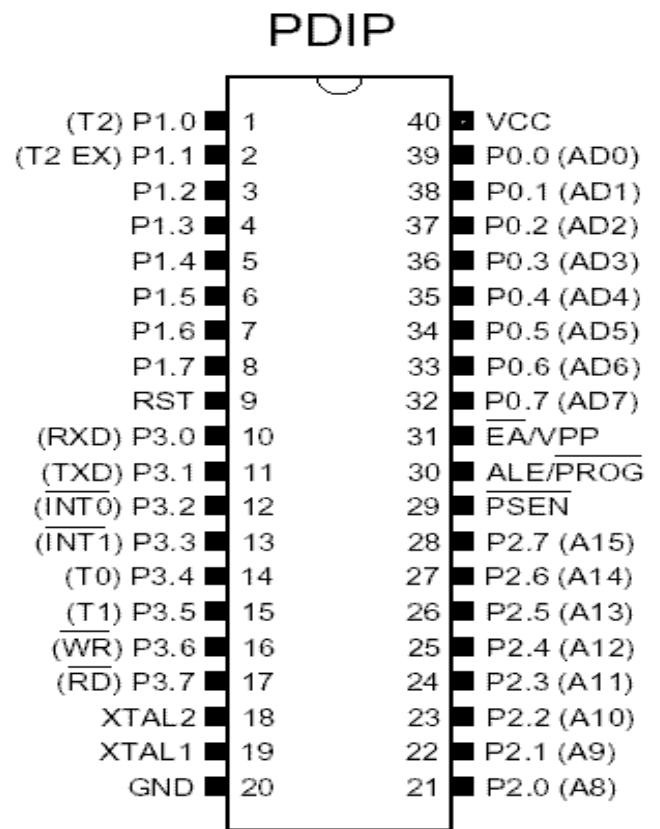 PDIP
(T2) P1.0 1 40 VCC
(T2 EX) P1.1 2 39 P0.0 (AD0)
P1.2 3 38 P0.1 (AD1)
P1.3 4 37 P0.2 (AD2)
P1.4 5 36 P0.3 (AD3)
P1.5 6 35 P0.4 (AD4)
P1.6 7 34 P0.5 (AD5)
P1.7 8 33 P0.6 (AD6)
RST 9 32 P0.7 (AD7)
(RXD) P3.0 10 31 E̅A̅/VPP
(TXD) P3.1 11 30 ALE/P̅R̅O̅G̅
(I̅N̅T̅0̅) P3.2 12 29 P̅S̅E̅N̅
(I̅N̅T̅1̅) P3.3 13 28 P2.7 (A15)
(T0) P3.4 14 27 P2.6 (A14)
(T1) P3.5 15 26 P2.5 (A13)
(W̅R̅) P3.6 16 25 P2.4 (A12)
(R̅D̅) P3.7 17 24 P2.3 (A11)
XTAL2 18 23 P2.2 (A10)
XTAL1 19 22 P2.1 (A9)
GND 20 21 P2.0 (A8)